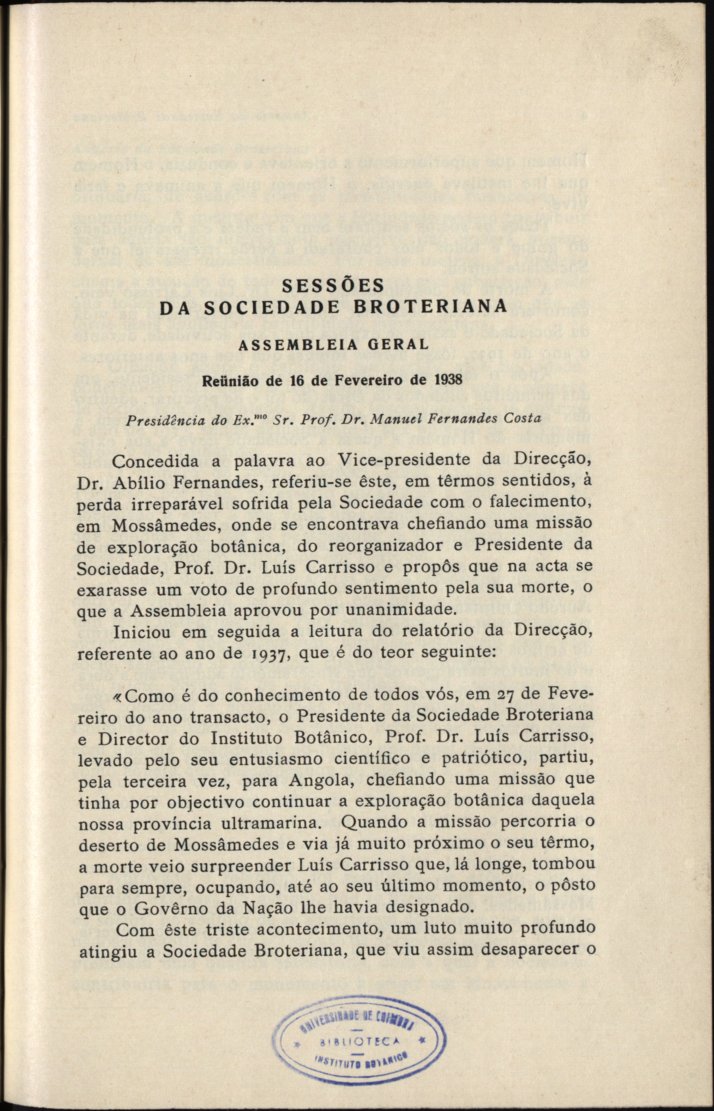 SESSÕES
DA SOCIEDADE BROTERIANA
ASSEMBLEIA GERAL
Reünião de 16 de Fevereiro de 1938
Presidência do Ex.mo Sr. Prof. Dr. Manuel Fernandes Costa
Concedida a palavra ao Vice-presidente da Direcção,
Dr. Abílio Fernandes, referiu-se êste, em têrmos sentidos, à
perda irreparável sofrida pela Sociedade com o falecimento,
em Mossâmedes, onde se encontrava chefiando uma missão
de exploração botânica, do reorganizador e Presidente da
Sociedade, Prof. Dr. Luís Carrisso e propôs que na acta se
exarasse um voto de profundo sentimento pela sua morte, o
que a Assembleia aprovou por unanimidade.
Iniciou em seguida a leitura do relatório da Direcção,
referente ao ano de 1937, que é do teor seguinte:
«Como é do conhecimento de todos vós, em 27 de Feve-
reiro do ano transacto, o Presidente da Sociedade Broteriana
e Director do Instituto Botânico, Prof. Dr. Luís Carrisso,
levado pelo seu entusiasmo científico e patriótico, partiu,
pela terceira vez, para Angola, chefiando uma missão que
tinha por objectivo continuar a exploração botânica daquela
nossa província ultramarina. Quando a missão percorria o
deserto de Mossâmedes e via já muito próximo o seu têrmo,
a morte veio surpreender Luís Carrisso que, lá longe, tombou
para sempre, ocupando, até ao seu último momento, o pôsto
que o Govêrno da Nação lhe havia designado.
Com êste triste acontecimento, um luto muito profundo
atingiu a Sociedade Broteriana, que viu assim desaparecer o
UNIVERSIDADE DE COIMBRA
BIBLIOTECA
INSTITUTO BOTANICO